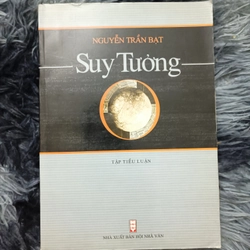 NGUYỄN TRẦN BẠT
Suy Tưởng
TẬP TIỂU LUẬN
NHÀ XUẤT BẢN HỘI NHÀ VĂN